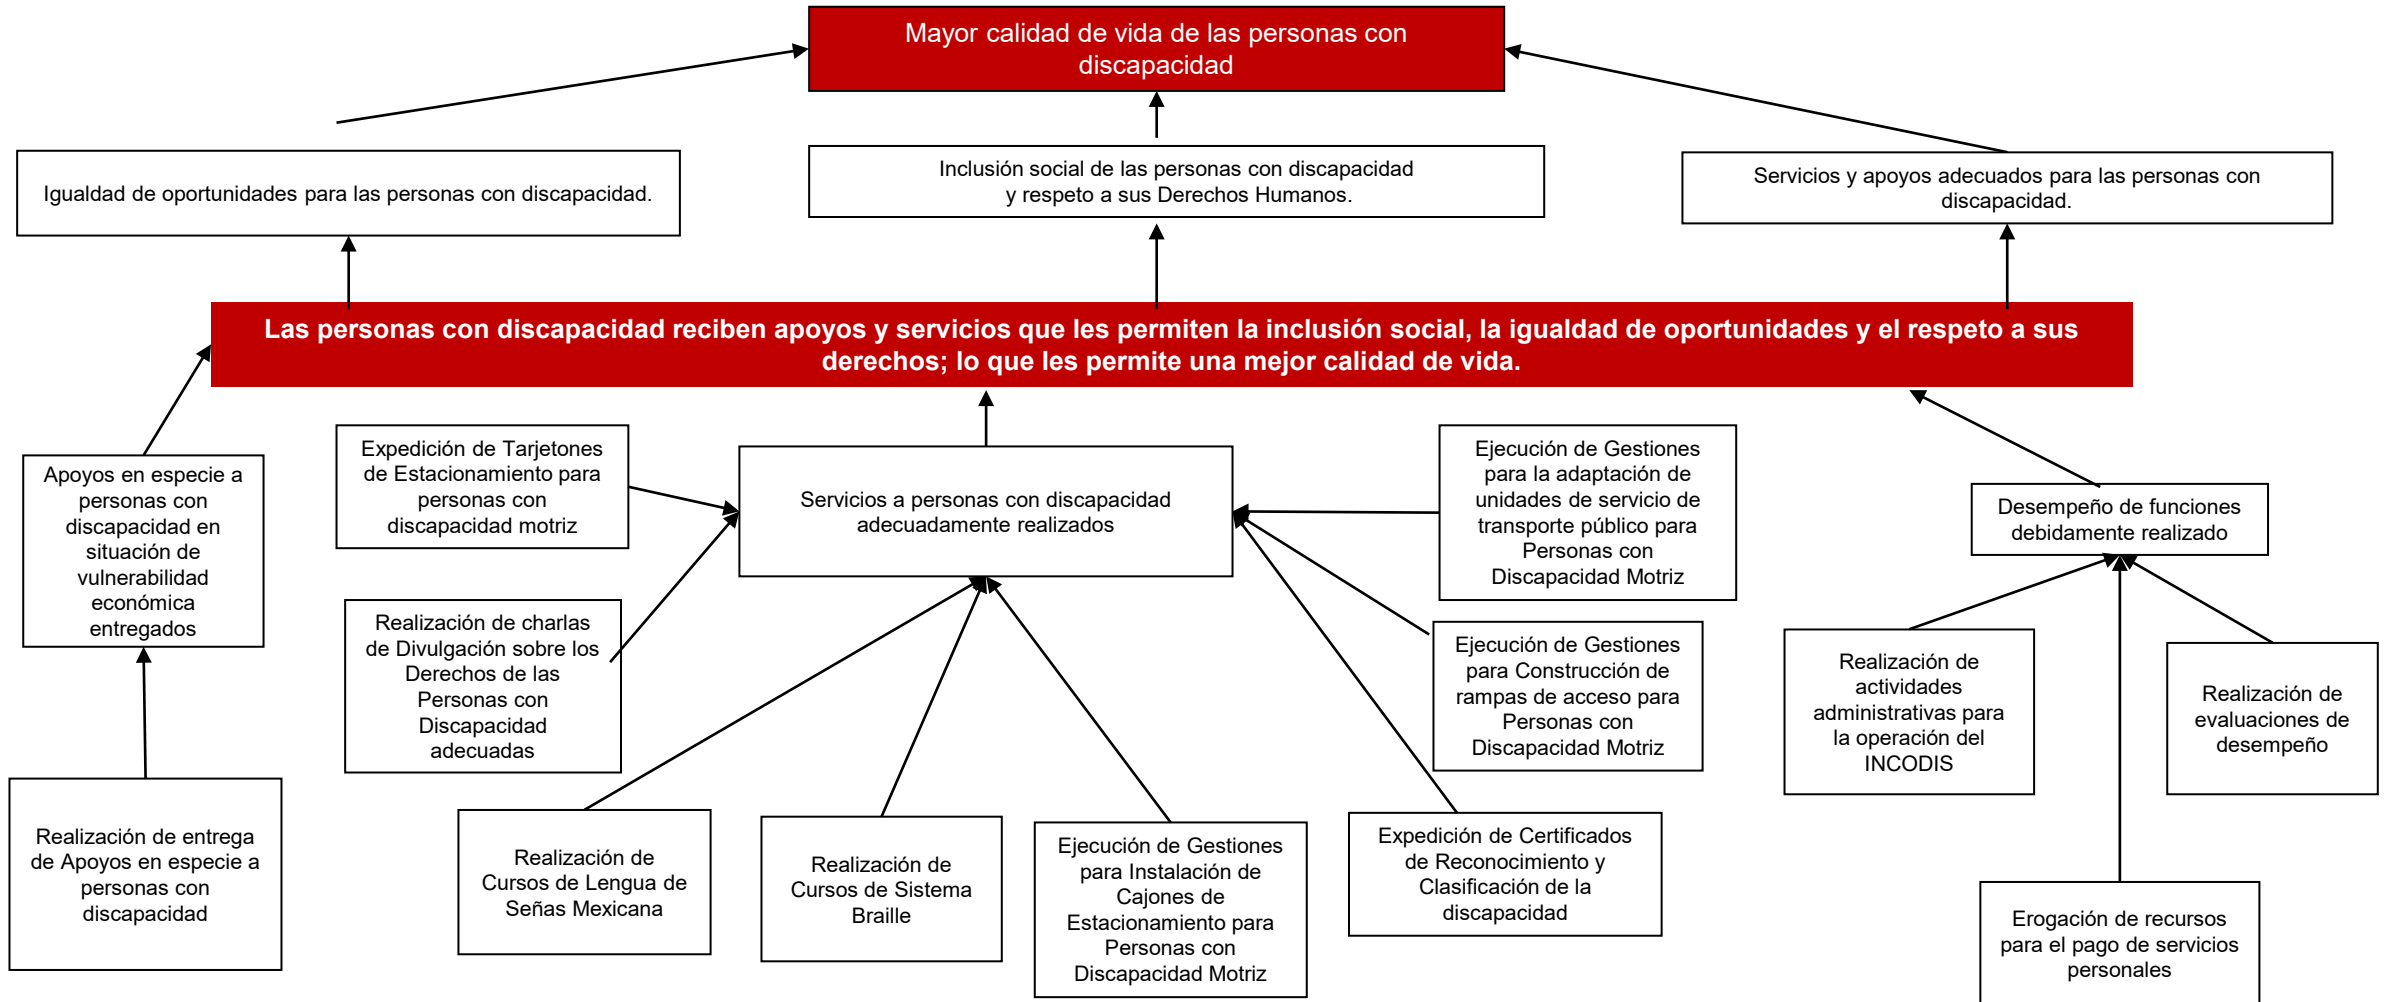 Mayor calidad de vida de las personas con
discapacidad
Igualdad de oportunidades para las personas con discapacidad.
Inclusión social de las personas con discapacidad
y respeto a sus Derechos Humanos.
Servicios y apoyos adecuados para las personas con
discapacidad.
Las personas con discapacidad reciben apoyos y servicios que les permiten la inclusión social, la igualdad de oportunidades y el respeto a sus
derechos; lo que les permite una mejor calidad de vida.
Apoyos en especie a
personas con
discapacidad en
situación de
vulnerabilidad
económica
entregados
Expedición de Tarjetones
de Estacionamiento para
personas con
discapacidad motriz
Servicios a personas con discapacidad
adecuadamente realizados
Ejecución de Gestiones
para la adaptación de
unidades de servicio de
transporte público para
Personas con
Discapacidad Motriz
Desempeño de funciones
debidamente realizado
Realización de charlas
de Divulgación sobre los
Derechos de las
Personas con
Discapacidad
adecuadas
Ejecución de Gestiones
para Construcción de
rampas de acceso para
Personas con
Discapacidad Motriz
Realización de
actividades
administrativas para
la operación del
INCODIS
Realización de
evaluaciones de
desempeño
Realización de entrega
de Apoyos en especie a
personas con
discapacidad
Realización de
Cursos de Lengua de
Señas Mexicana
Realización de
Cursos de Sistema
Braille
Ejecución de Gestiones
para Instalación de
Cajones de
Estacionamiento para
Personas con
Discapacidad Motriz
Expedición de Certificados
de Reconocimiento y
Clasificación de la
discapacidad
Erogación de recursos
para el pago de servicios
personales